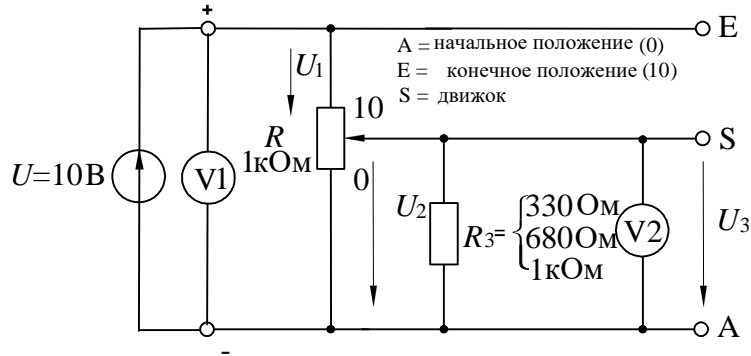 +
E
U1
A = начальное положение (0)
E = конечное положение (10)
S = движок
10
R
1кОм
S
U=10В
V1
0
U2
R3=
330 Ом
680 Ом
1кОм
V2
U3
A
-